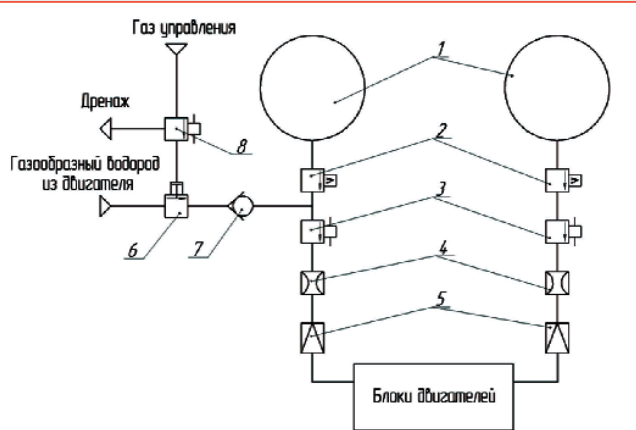 Газ управления
1
Дренаж
8
2
Газообразный водород
из двигателя
3
6
7
4
5
Блоки двигателей